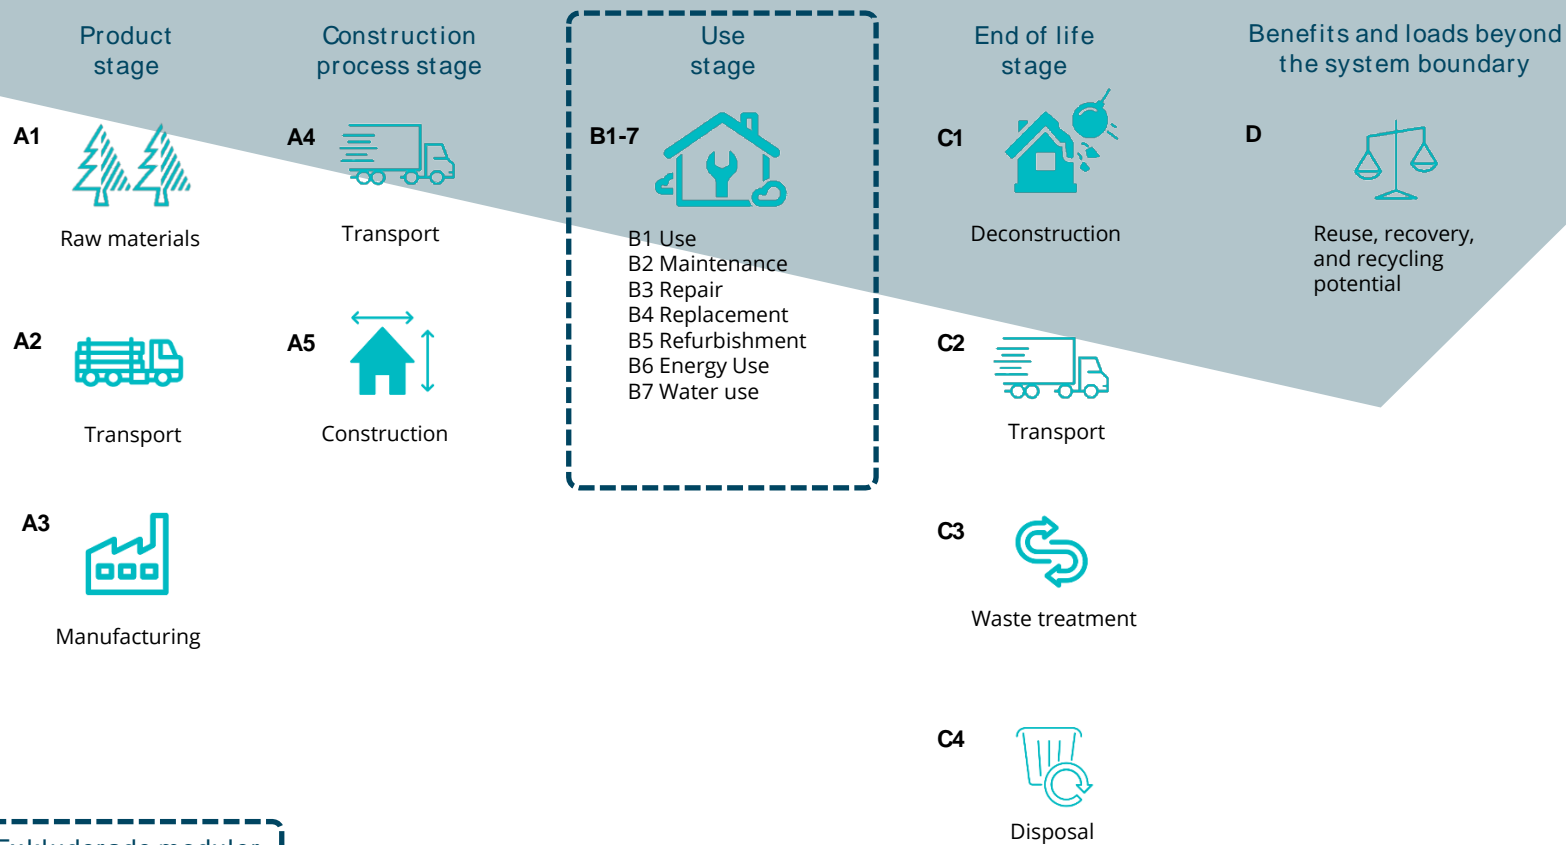 Product
stage
Construction
process stage
Use
stage
End of life
stage
Benefits and loads beyond
the system boundary
A1
Raw materials
A2
Transport
A3
Manufacturing
A4
Transport
A5
Construction
B1-7
B1 Use
B2 Maintenance
B3 Repair
B4 Replacement
B5 Refurbishment
B6 Energy Use
B7 Water use
C1
Deconstruction
C2
Transport
C3
Waste treatment
C4
Disposal
D
Reuse, recovery,
and recycling
potential
moduler